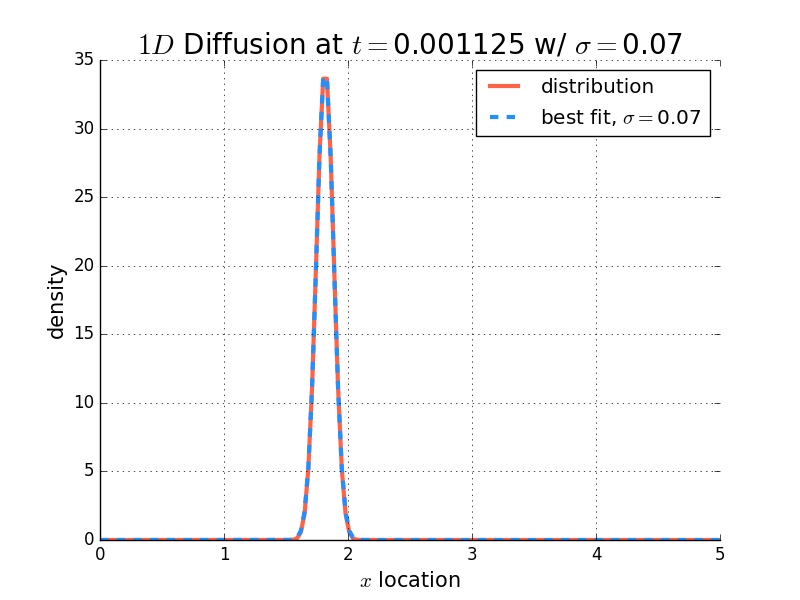 1D Diffusion at t = 0.001125 w/ σ = 0.07
distribution
best fit, σ = 0.07
35
30
25
20
15
10
5
0
density
0 1 2 3 4 5
x location